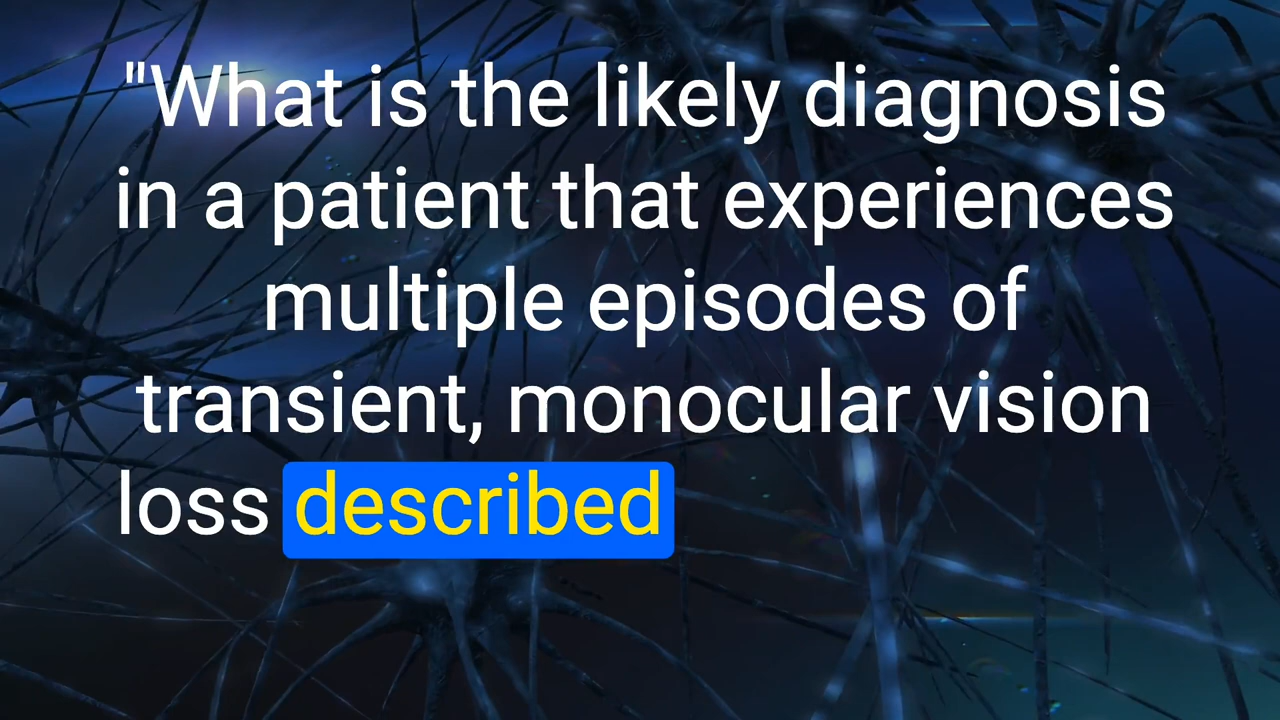 "What is the likely diagnosis
in a patient that experiences
multiple episodes of
transient, monocular vision
loss described